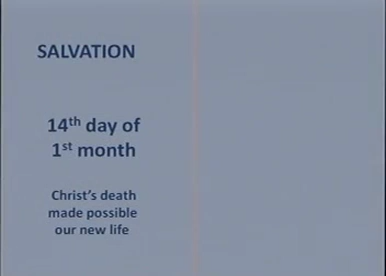 SALVATION
14th day of
1st month
Christ's death
made possible
our new life